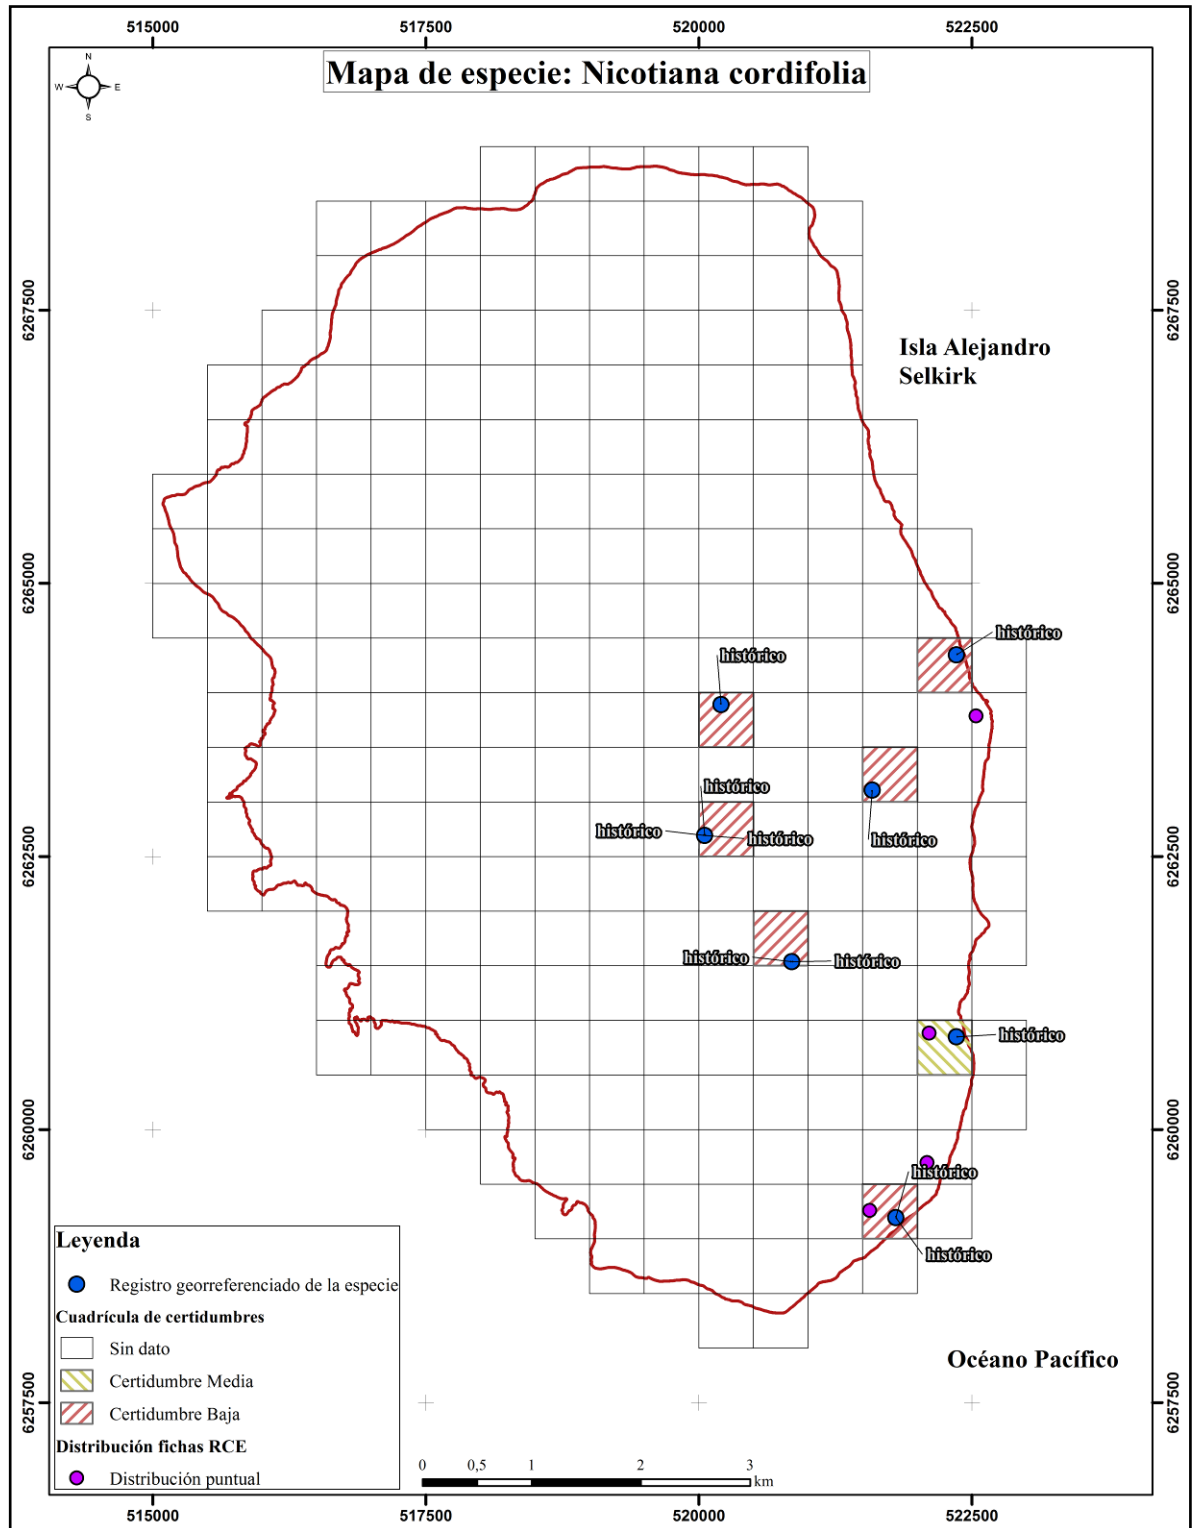 515000
517500
520000
522500
Mapa de especie: Nicotiana cordifolia
N
W
E
S
6267500
6267500
Isla Alejandro
Selkirk
6265000
6265000
histórico
histórico
histórico
histórico
histórico
histórico
6262500
6262500
histórico
histórico
histórico
6260000
6260000
histórico
histórico
Leyenda
Registro georreferenciado de la especie
Cuadrícula de certidumbres
Sin dato
Certidumbre Media
Certidumbre Baja
Distribución fichas RCE
Distribución puntual
Océano Pacífico
6257500
6257500
0
0,5
1
2
3
km
515000
517500
520000
522500